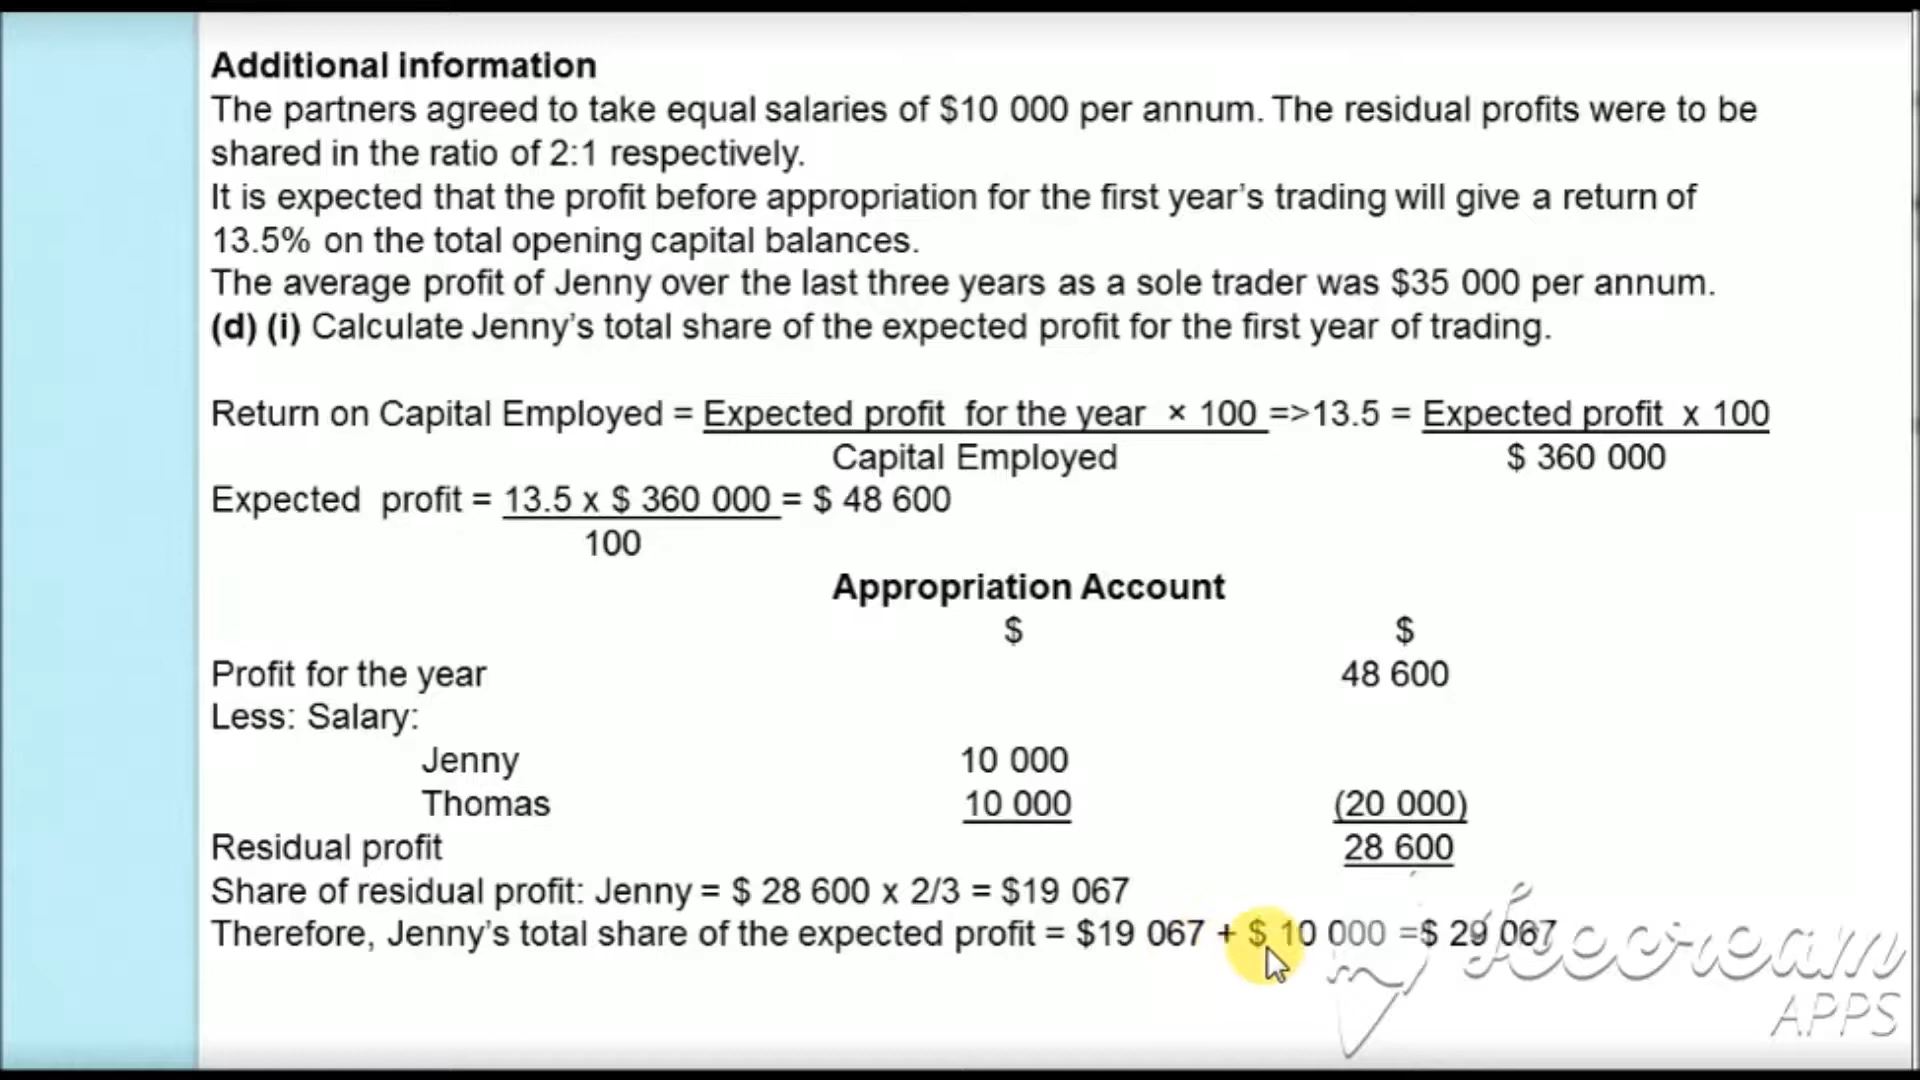 Additional information
The partners agreed to take equal salaries of $10 000 per annum. The residual profits were to be
shared in the ratio of 2:1 respectively.
It is expected that the profit before appropriation for the first year's trading will give a return of
13.5% on the total opening capital balances.
The average profit of Jenny over the last three years as a sole trader was $35 000 per annum.
(d) (i) Calculate Jenny's total share of the expected profit for the first year of trading.
Return on Capital Employed = Expected profit for the year × 100 =>13.5 = Expected profit x 100
Capital Employed $ 360 000
Expected profit = 13.5 x $ 360 000 = $ 48 600
100
Appropriation Account
$ $
Profit for the year 48 600
Less: Salary:
Jenny 10 000
Thomas 10 000 (20 000)
Residual profit 28 600
Share of residual profit: Jenny = $ 28 600 x 2/3 = $19 067
Therefore, Jenny's total share of the expected profit = $19 067 + $ 10 000 =$ 29 067
Icecream
APPS